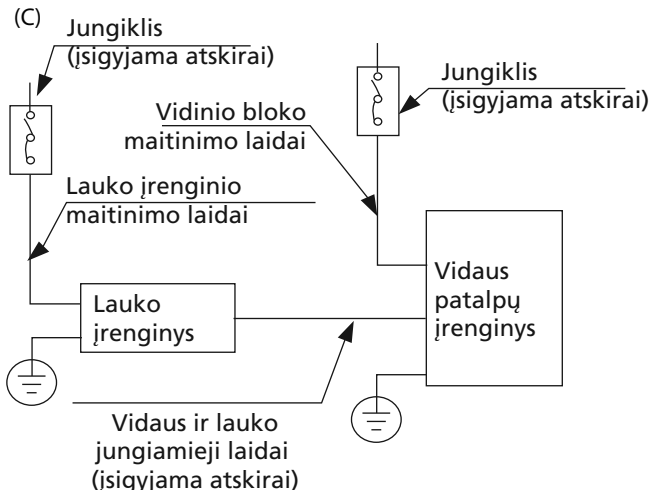 (C)
Jungiklis
(įsigyjama atskirai)
Jungiklis
(įsigyjama atskirai)
Vidinio bloko
maitinimo laidai
Lauko įrenginio
maitinimo laidai
Lauko
įrenginys
Vidaus
patalpų
įrenginys
Vidaus ir lauko
jungiamieji laidai
(įsigyjama atskirai)